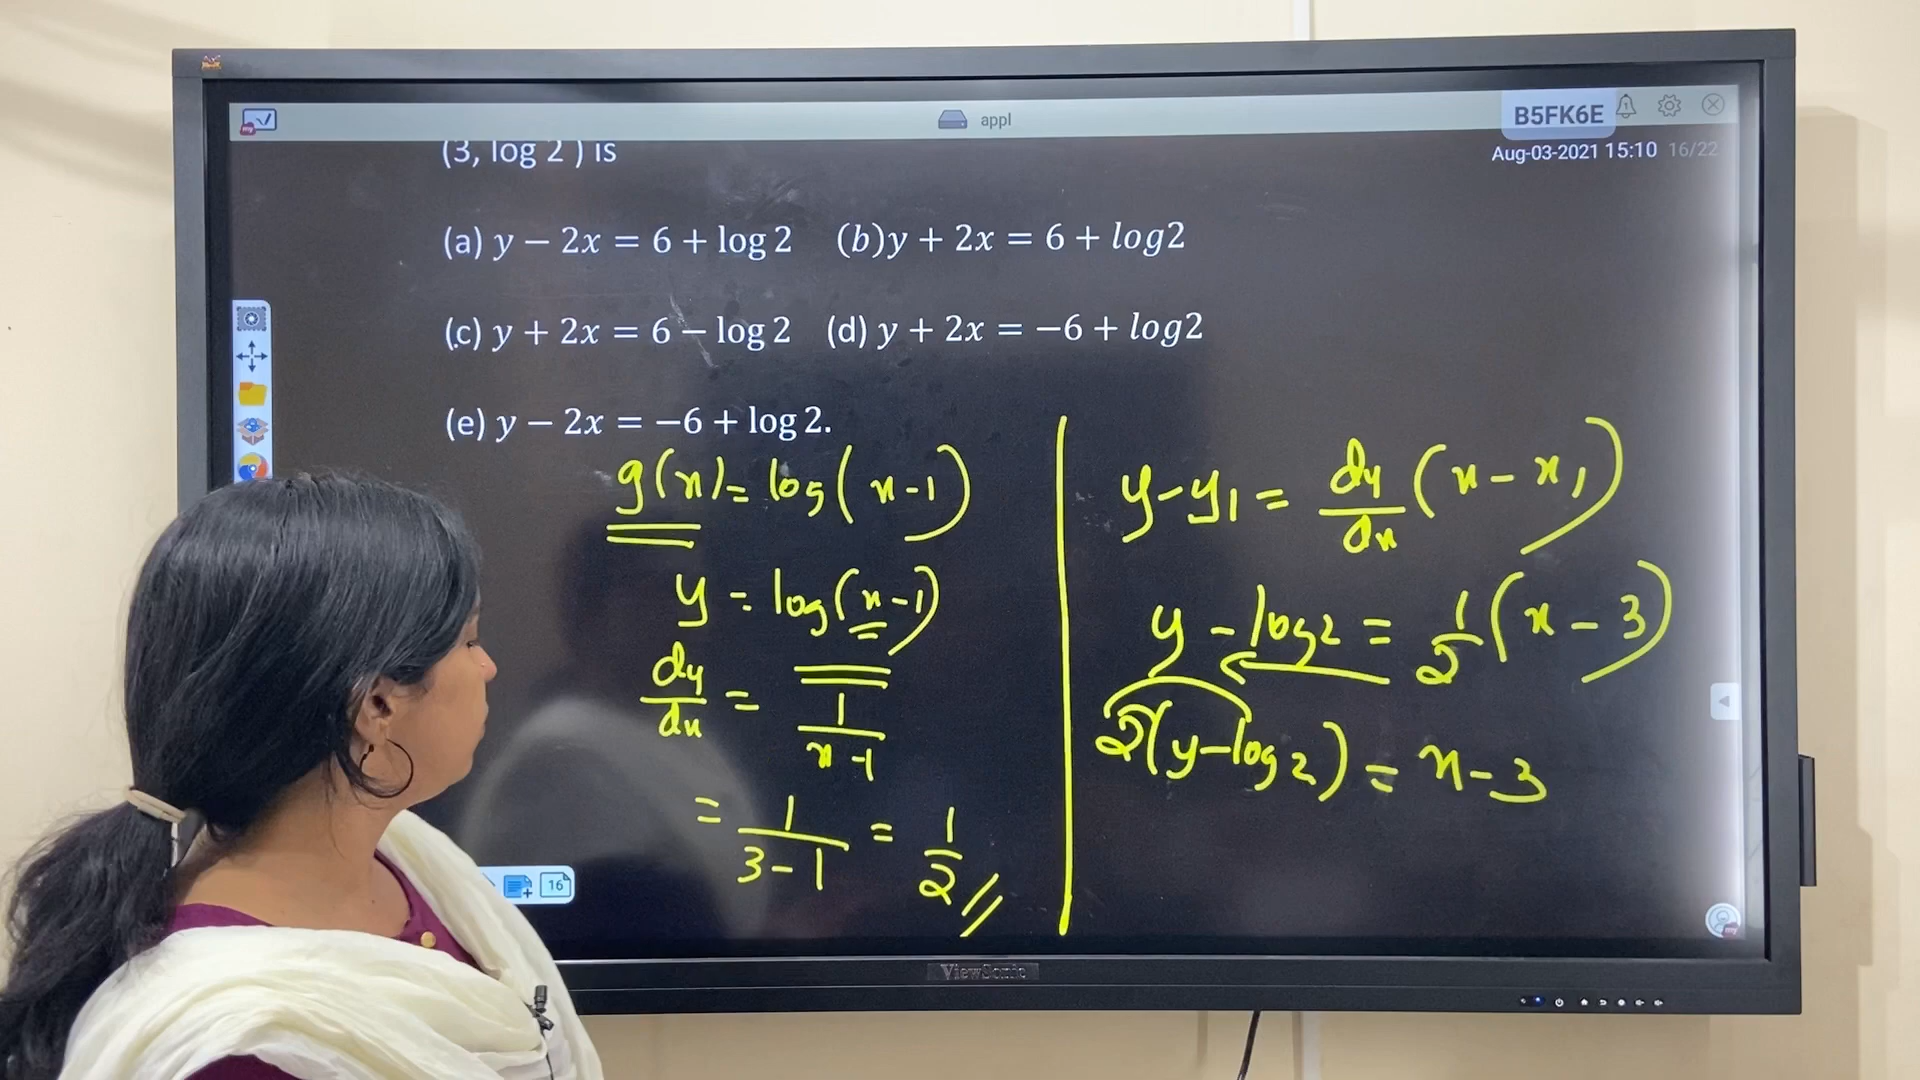 appl
B5FK6E
Aug-03-2021 15:10 16/22
(3, log 2 ) is
(a) y − 2x = 6 + log 2 (b)y + 2x = 6 + log2
(c) y + 2x = 6 − log 2 (d) y + 2x = −6 + log2
(e) y − 2x = −6 + log 2.
g(x) = log(x-1)
y = log(x-1)
dy/dx = 1/(x-1)
= 1/(3-1) = 1/2 //
y-y₁ = dy/dx (x-x₁)
y - log2 = 1/2 (x-3)
2(y-log2) = x-3
16
ViewSonic